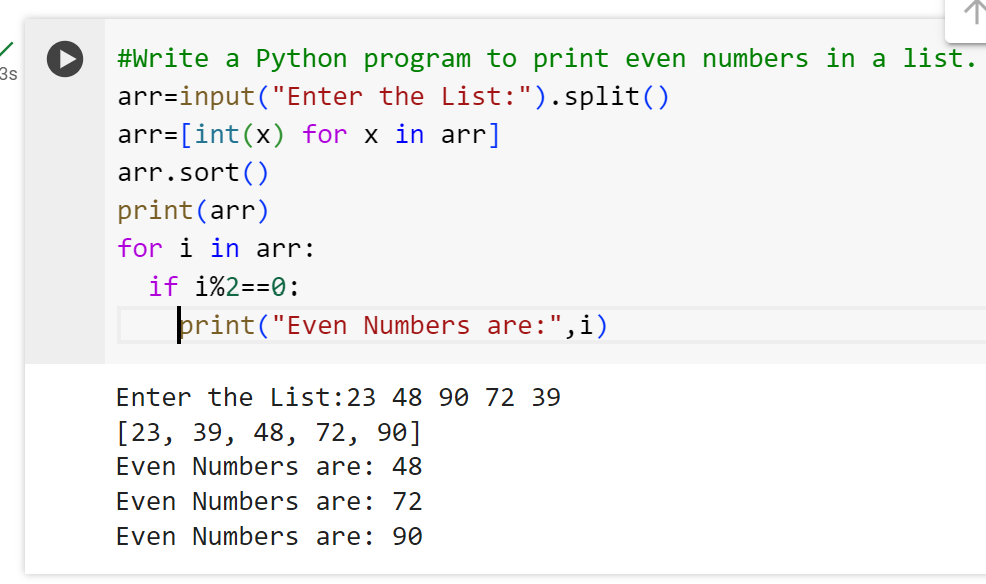 3s
#Write a Python program to print even numbers in a list.
arr=input("Enter the List:").split()
arr=[int(x) for x in arr]
arr.sort()
print(arr)
for i in arr:
  if i%2==0:
    print("Even Numbers are:",i)
Enter the List:23 48 90 72 39
[23, 39, 48, 72, 90]
Even Numbers are: 48
Even Numbers are: 72
Even Numbers are: 90